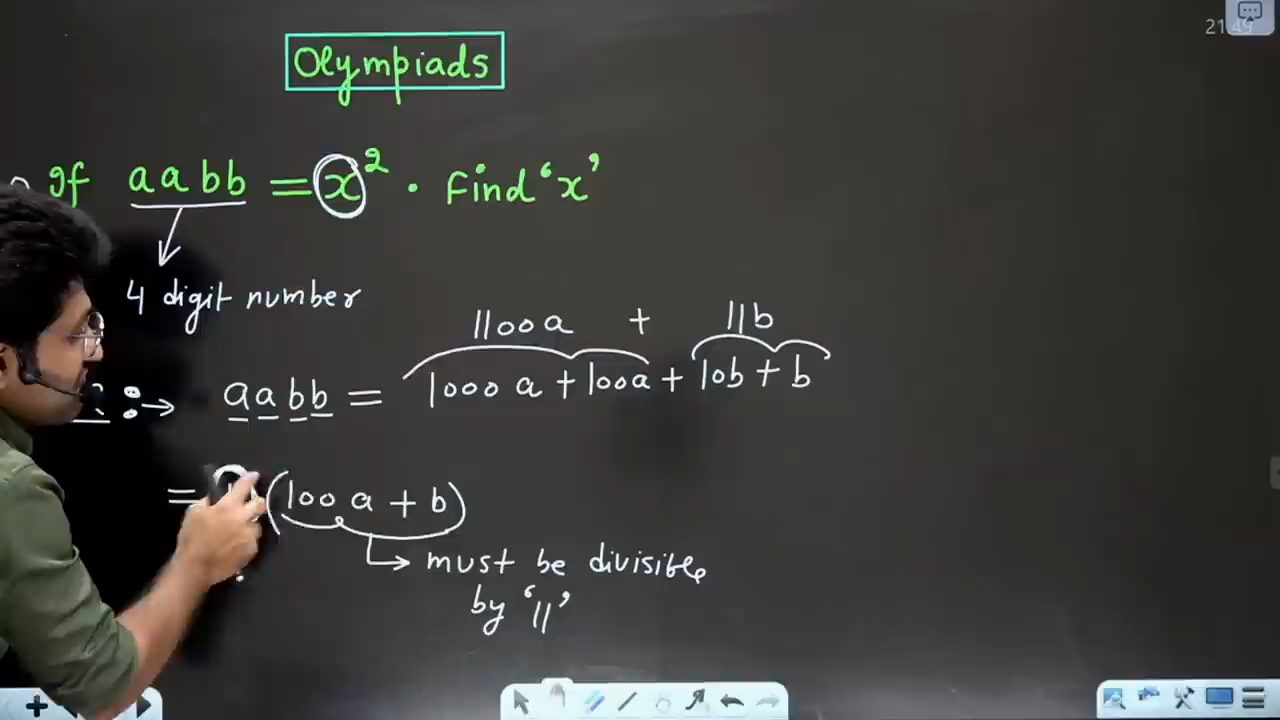 Olympiads
If aabb = x² . Find 'x'
4 digit number
1100a + 11b
aabb = 1000a + 100a + 10b + b
= (100a + b)
must be divisible
by '11'